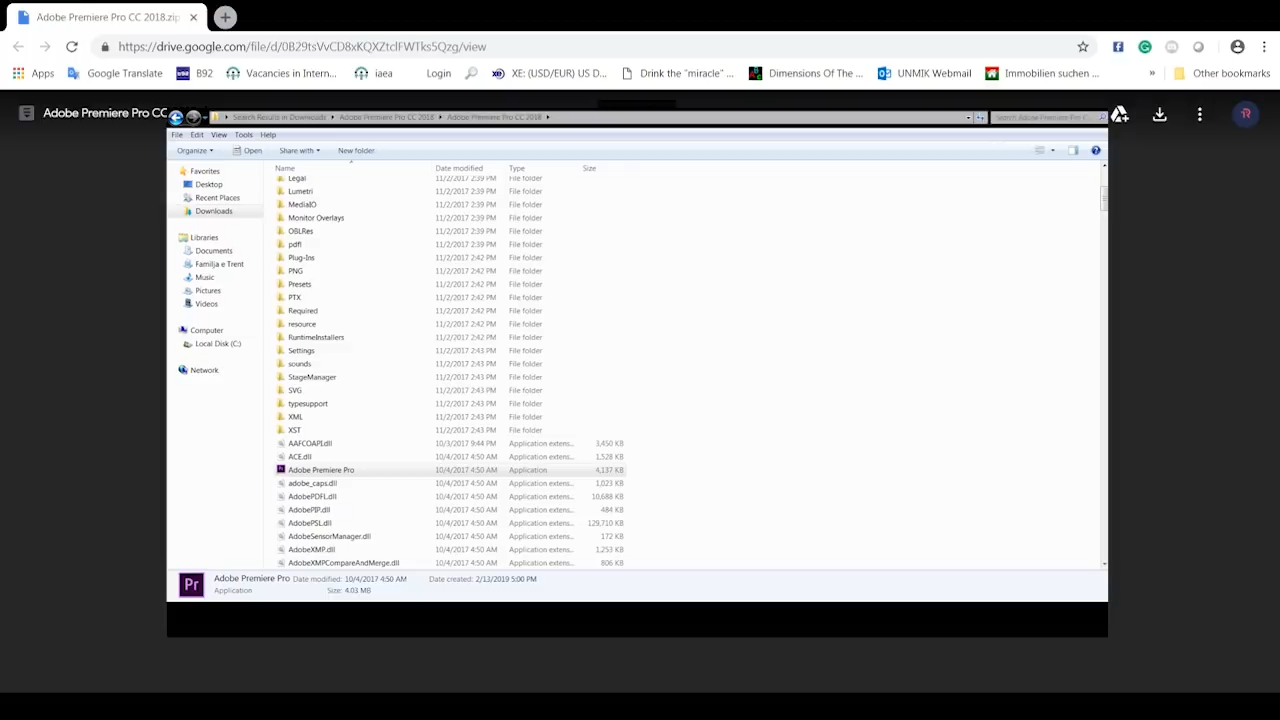 Adobe Premiere Pro CC 2018.zip
https://drive.google.com/file/d/0B29tsVvCD8xKQXZtclFWTks5Qzg/view
Apps Google Translate B92 Vacancies in Intern... iaea Login XE: (USD/EUR) US D... Drink the "miracle" ... Dimensions Of The ... UNMIK Webmail Immobilien suchen ... » Other bookmarks
Adobe Premiere Pro CC
Search Results in Downloads Adobe Premiere Pro CC 2018 Adobe Premiere Pro CC 2018 Search Adobe Premiere Pro C...
File Edit View Tools Help
Organize Open Share with New folder
Favorites
Desktop
Recent Places
Downloads
Libraries
Documents
Familja e Trent
Music
Pictures
Videos
Computer
Local Disk (C:)
Network
Name Date modified Type Size
Legal 11/2/2017 2:39 PM File folder
Lumetri 11/2/2017 2:39 PM File folder
MediaIO 11/2/2017 2:39 PM File folder
Monitor Overlays 11/2/2017 2:39 PM File folder
OBLRes 11/2/2017 2:39 PM File folder
pdfl 11/2/2017 2:39 PM File folder
Plug-Ins 11/2/2017 2:42 PM File folder
PNG 11/2/2017 2:42 PM File folder
Presets 11/2/2017 2:42 PM File folder
PTX 11/2/2017 2:42 PM File folder
Required 11/2/2017 2:42 PM File folder
resource 11/2/2017 2:42 PM File folder
RuntimeInstallers 11/2/2017 2:42 PM File folder
Settings 11/2/2017 2:43 PM File folder
sounds 11/2/2017 2:43 PM File folder
StageManager 11/2/2017 2:43 PM File folder
SVG 11/2/2017 2:43 PM File folder
typesupport 11/2/2017 2:43 PM File folder
XML 11/2/2017 2:43 PM File folder
XST 11/2/2017 2:43 PM File folder
AAFCOAPI.dll 10/3/2017 9:44 PM Application extens... 3,450 KB
ACE.dll 10/4/2017 4:50 AM Application extens... 1,528 KB
Adobe Premiere Pro 10/4/2017 4:50 AM Application 4,137 KB
adobe_caps.dll 10/4/2017 4:50 AM Application extens... 1,023 KB
AdobePDFL.dll 10/4/2017 4:50 AM Application extens... 10,688 KB
AdobePIP.dll 10/4/2017 4:50 AM Application extens... 484 KB
AdobePSL.dll 10/4/2017 4:50 AM Application extens... 129,710 KB
AdobeSensorManager.dll 10/4/2017 4:50 AM Application extens... 172 KB
AdobeXMP.dll 10/4/2017 4:50 AM Application extens... 1,253 KB
AdobeXMPCompareAndMerge.dll 10/4/2017 4:50 AM Application extens... 806 KB
Pr
Adobe Premiere Pro Date modified: 10/4/2017 4:50 AM Date created: 2/13/2019 5:00 PM
Application Size: 4.03 MB